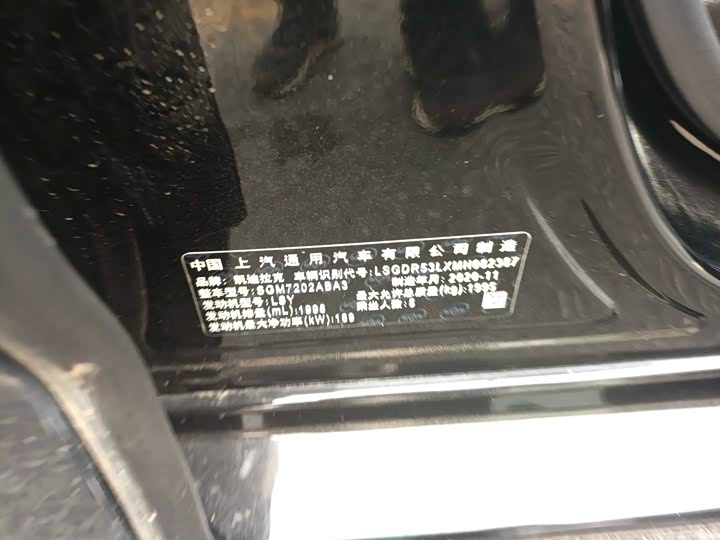 中国 上汽通用汽车有限公司制造
品牌:凯迪拉克 车辆识别代号:LSGDR53LXMH052367
整车型号:SGM7202ABA3 制造年月:2020.11
发动机型号:LSY 最大允许总质量(kg):1995
发动机排量(mL):1998 乘坐人数:5
发动机最大净功率(kW):169